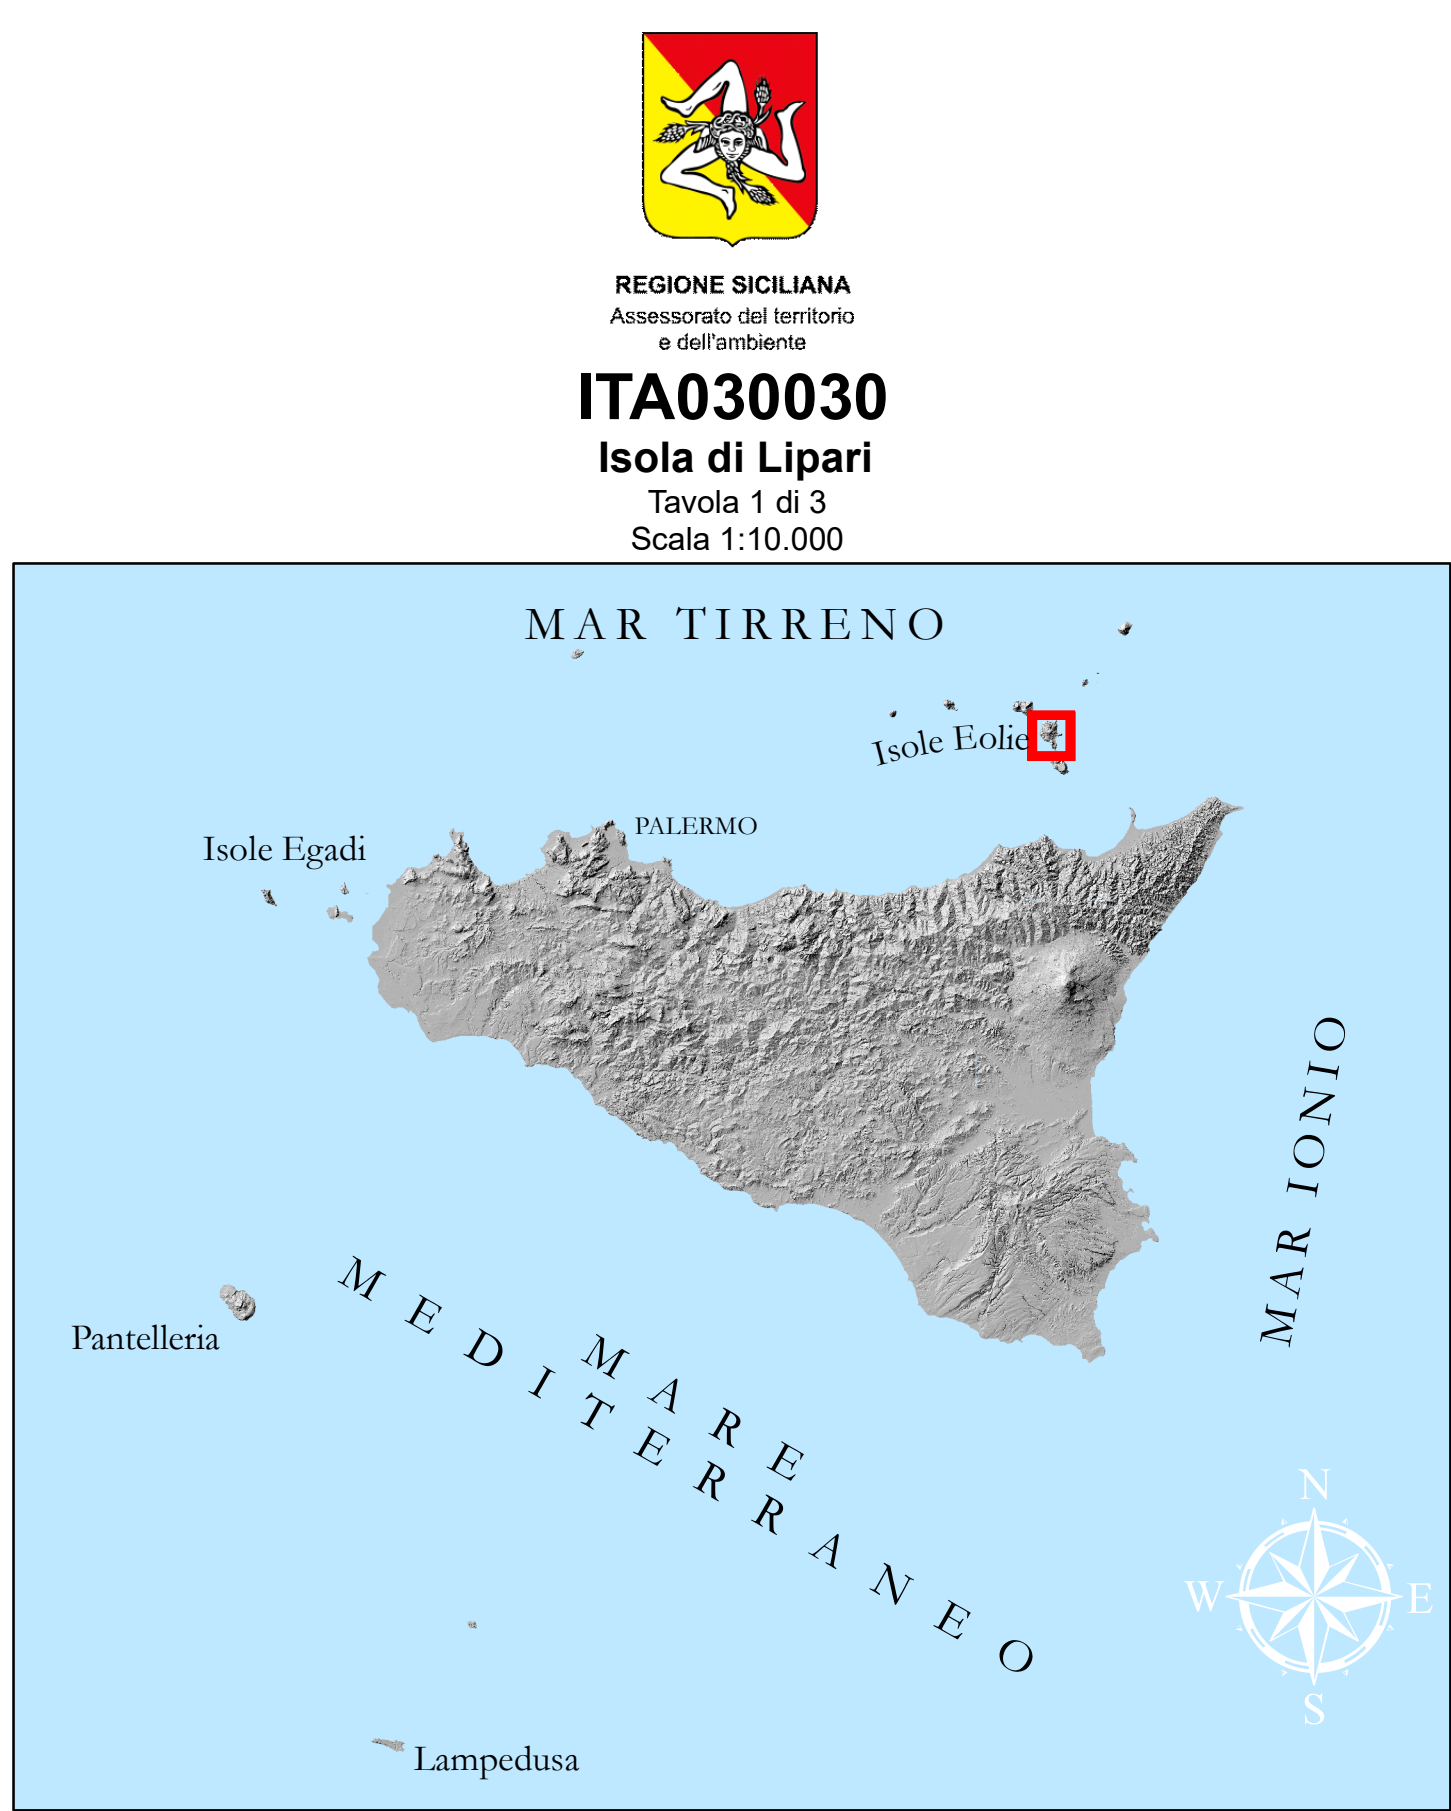 REGIONE SICILIANA
Assessorato del territorio
e dell'ambiente
ITA030030
Isola di Lipari
Tavola 1 di 3
Scala 1:10.000
MAR TIRRENO
Isole Eolie
PALERMO
Isole Egadi
MAR IONIO
Pantelleria
MARE
MEDITERRANEO
N
W
E
S
Lampedusa